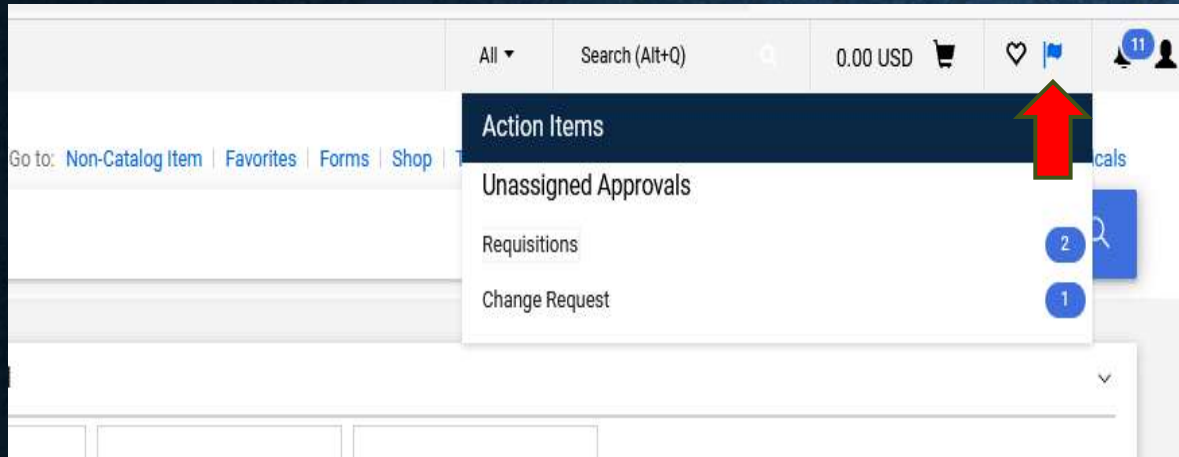 All Search (Alt+Q) 0.00 USD 11
Action Items
Go to: Non-Catalog Item | Favorites | Forms | Shop |
Unassigned Approvals
Requisitions 2
Change Request 1